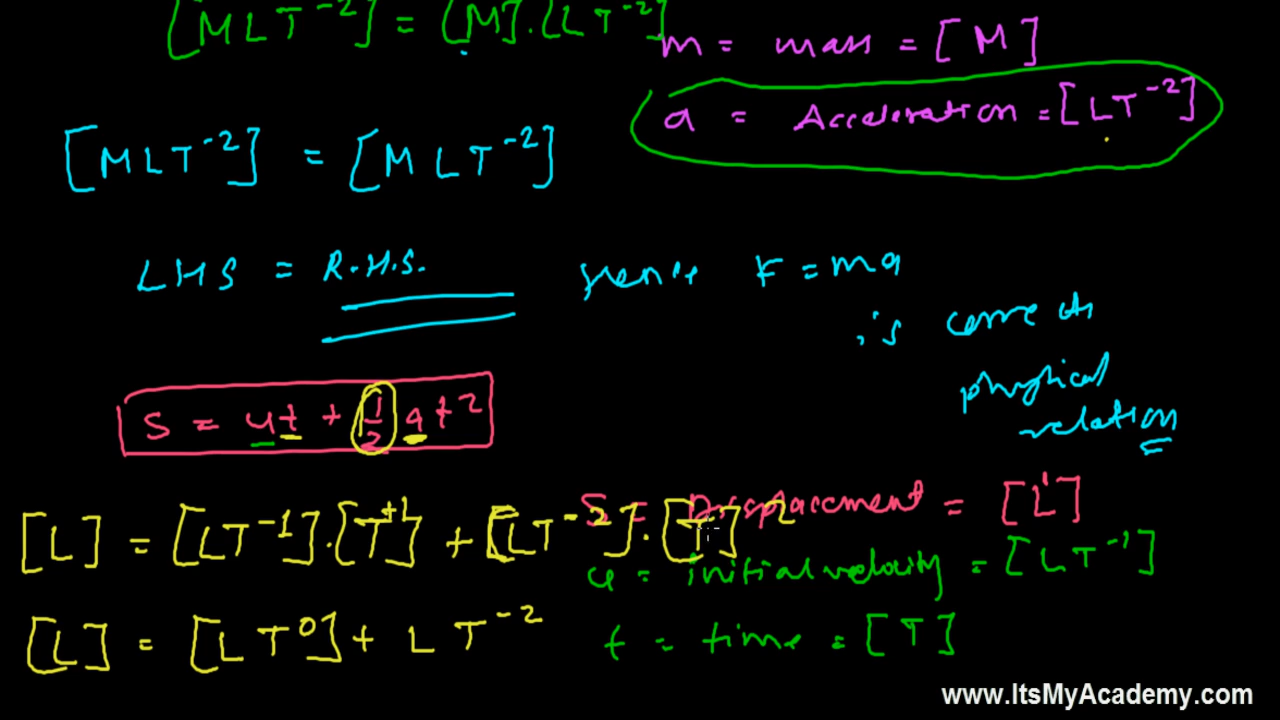 [MLT⁻²] = [M].[LT⁻²]
m = mass = [M]
a = Acceleration = [LT⁻²]
[MLT⁻²] = [MLT⁻²]
LHS = R.H.S.
Hence F = ma
is correct
physical
relation
S = ut + 1/2 at²
[L] = [LT⁻¹].[T⁺¹] + [LT⁻²].[T]²
S = Displacement = [L¹]
u = initial velocity = [LT⁻¹]
[L] = [LT⁰] + LT⁻²
t = time = [T]
www.ItsMyAcademy.com